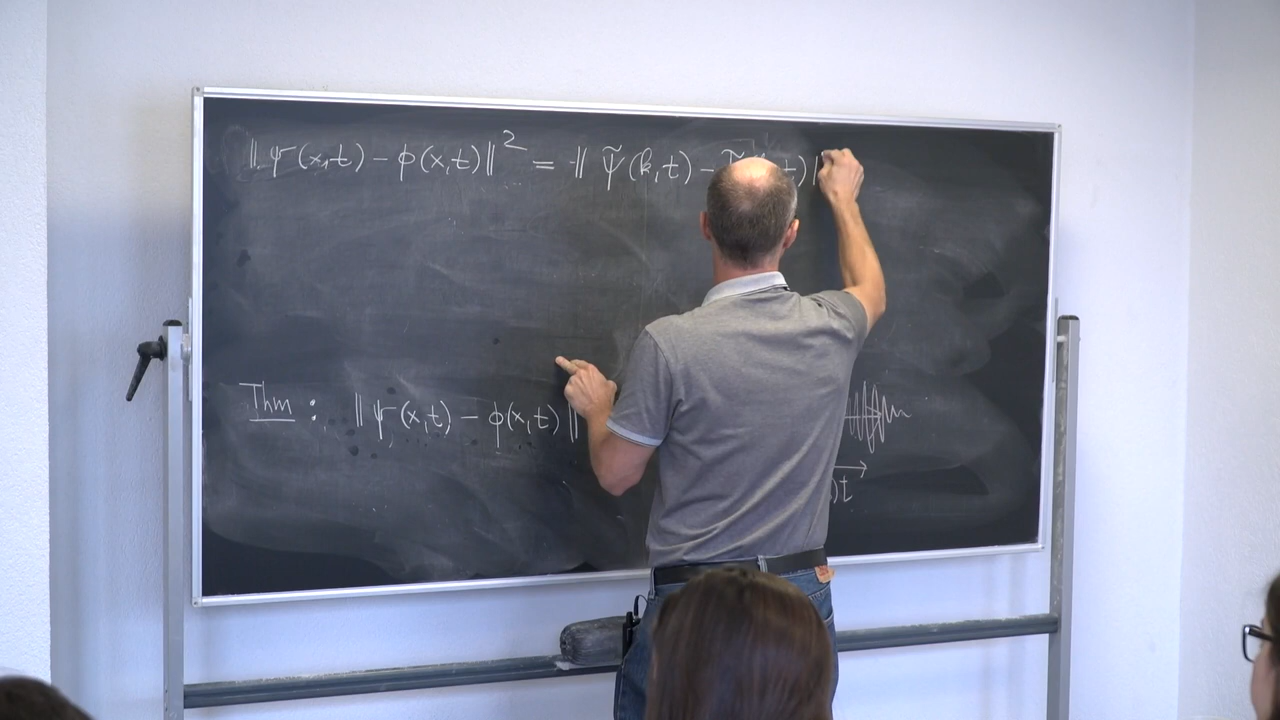 ‖ψ(x,t) − φ(x,t)‖² = ‖ψ̃(k,t) − t)‖
Thm : ‖ψ(x,t) − φ(x,t)‖
)t